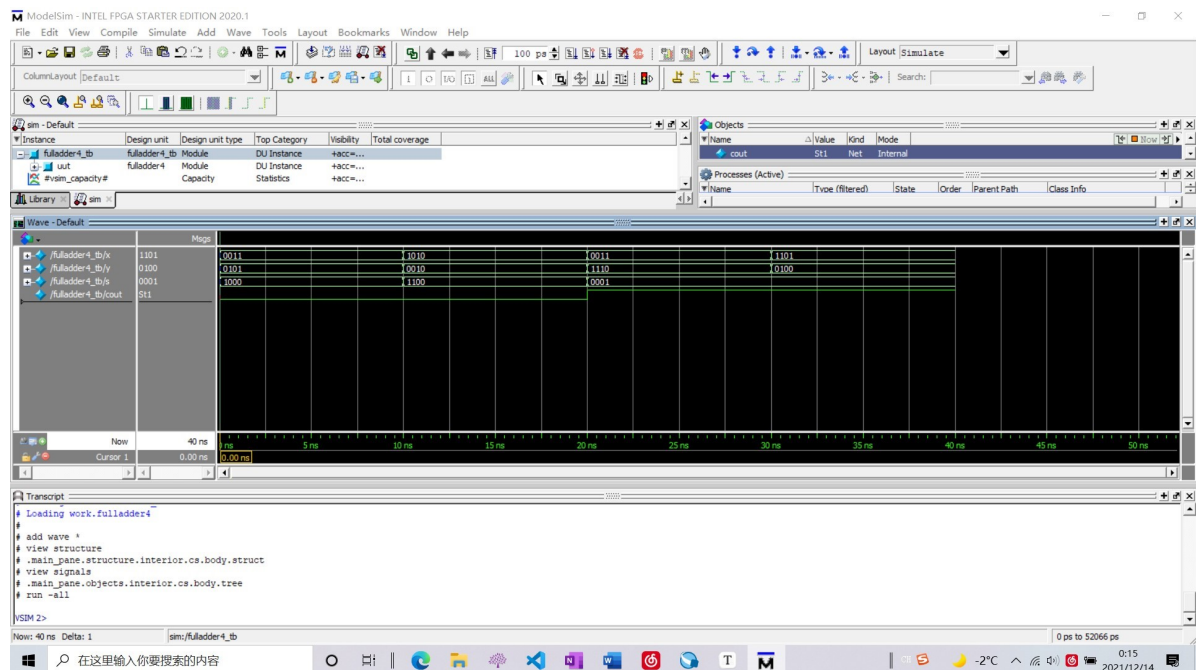 ModelSim - INTEL FPGA STARTER EDITION 2020.1
File Edit View Compile Simulate Add Wave Tools Layout Bookmarks Window Help
100 ps
Layout Simulate
ColumnLayout Default
Search:
sim - Default
Instance Design unit Design unit type Top Category Visibility Total coverage
fulladder4_tb fulladder4_tb Module DU Instance +acc=...
uut fulladder4 Module DU Instance +acc=...
#vsim_capacity# Capacity Statistics +acc=...
Library sim
Objects
Name Value Kind Mode Now
cout St1 Net Internal
Processes (Active)
Name Type (filtered) State Order Parent Path Class Info
Wave - Default
Msgs
/fulladder4_tb/x 1101 0011 1010 0011 1101
/fulladder4_tb/y 0100 0101 0010 1110 0100
/fulladder4_tb/s 0001 1000 1100 0001
/fulladder4_tb/cout St1
Now 40 ns ns 5 ns 10 ns 15 ns 20 ns 25 ns 30 ns 35 ns 40 ns 45 ns 50 ns
Cursor 1 0.00 ns 0.00 ns
Transcript
# Loading work.fulladder4
#
# add wave *
# view structure
# .main_pane.structure.interior.cs.body.struct
# view signals
# .main_pane.objects.interior.cs.body.tree
# run -all
VSIM 2>
Now: 40 ns Delta: 1 sim:/fulladder4_tb 0 ps to 52066 ps
在这里输入你要搜索的内容
-2°C
0:15
2021/12/14